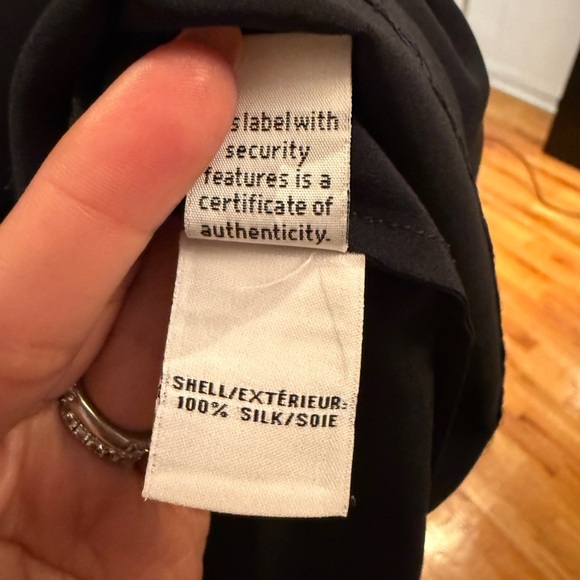 label with
security
features is a
certificate of
authenticity.
SHELL/EXTÉRIEUR:
100% SILK/SOIE